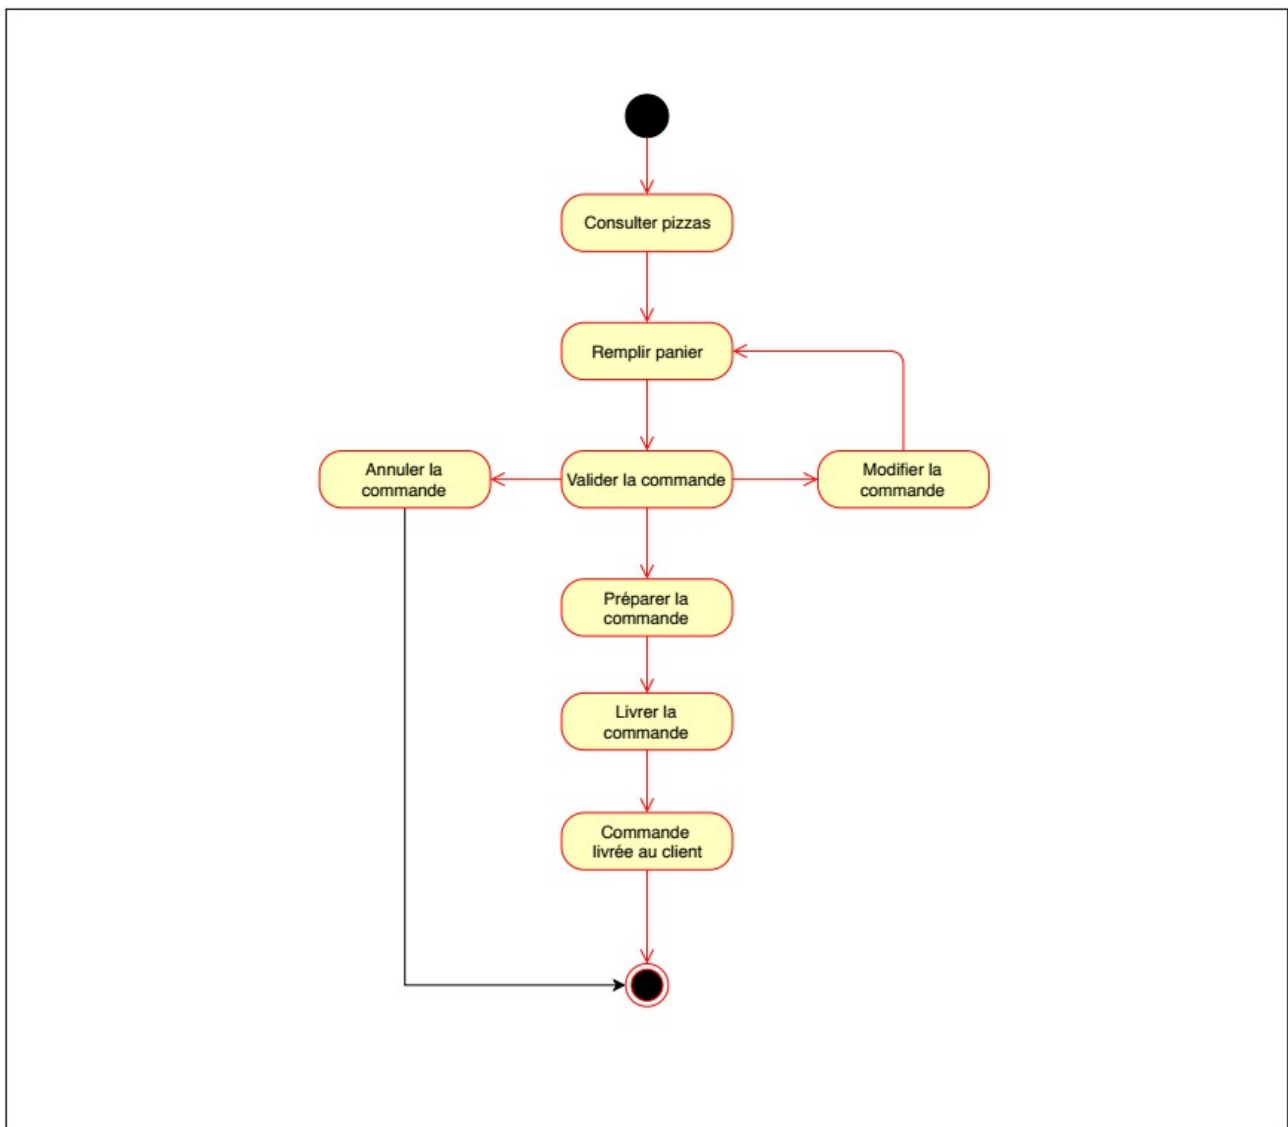 Consulter pizzas
Remplir panier
Annuler la
commande
Valider la commande
Modifier la
commande
Préparer la
commande
Livrer la
commande
Commande
livrée au client